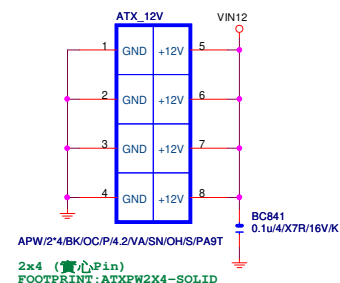 ATX_12V
VIN12
1 GND +12V 5
2 GND +12V 6
3 GND +12V 7
4 GND +12V 8
BC841
0.1u/4/X7R/16V/K
APW/2*4/BK/OC/P/4.2/VA/SN/OH/S/PA9T
2x4 (實心Pin)
FOOTPRINT:ATXPW2X4-SOLID